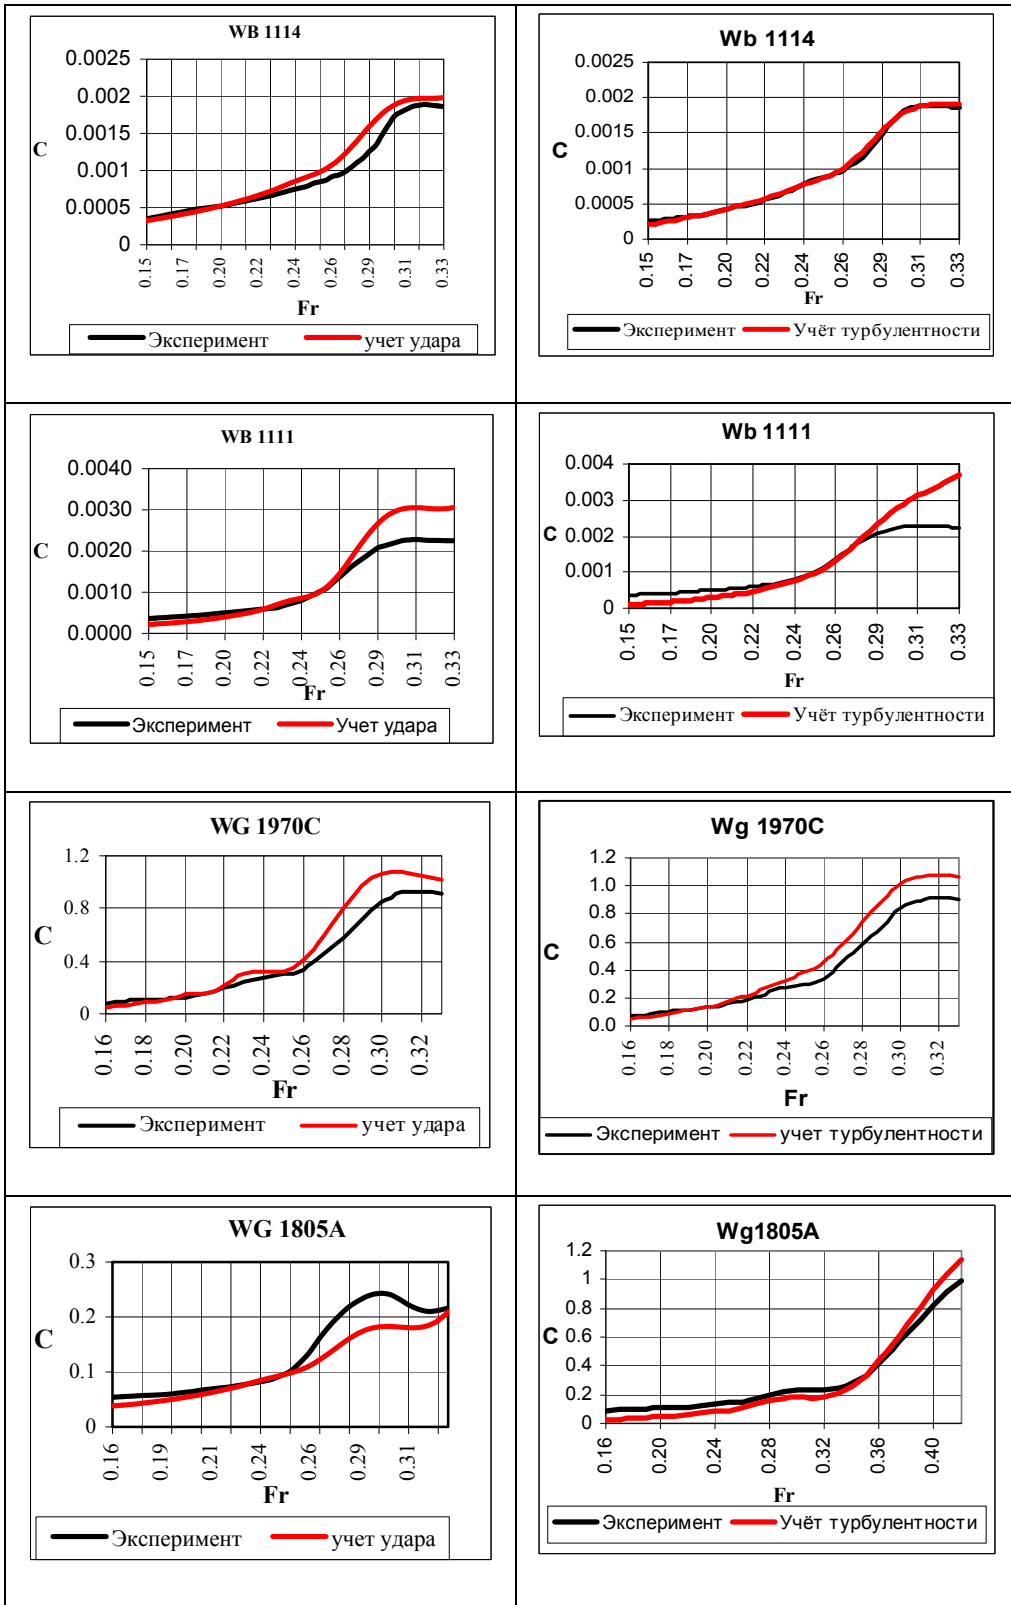 WB 1114
0.0025
0.002
0.0015
C
0.001
0.0005
0
0.15 0.17 0.20 0.22 0.24 0.26 0.29 0.31 0.33
Fr
Эксперимент учет удара
Wb 1114
0.0025
0.002
0.0015
C
0.001
0.0005
0
0.15 0.17 0.20 0.22 0.24 0.26 0.29 0.31 0.33
Fr
Эксперимент Учёт турбулентности
WB 1111
0.0040
0.0030
C
0.0020
0.0010
0.0000
0.15 0.17 0.20 0.22 0.24 0.26 0.29 0.31 0.33
Fr
Эксперимент Учет удара
Wb 1111
0.004
0.003
C
0.002
0.001
0
0.15 0.17 0.20 0.22 0.24 0.26 0.29 0.31 0.33
Fr
Эксперимент Учёт турбулентности
WG 1970C
1.2
0.8
C
0.4
0
0.16 0.18 0.20 0.22 0.24 0.26 0.28 0.30 0.32
Fr
Эксперимент учет удара
Wg 1970C
1.2
1.0
0.8
C
0.6
0.4
0.2
0.0
0.16 0.18 0.20 0.22 0.24 0.26 0.28 0.30 0.32
Fr
Эксперимент учет турбулентности
WG 1805A
0.3
0.2
C
0.1
0
0.16 0.19 0.21 0.24 0.26 0.29 0.31
Fr
Эксперимент учет удара
Wg1805A
1.2
1
0.8
C
0.6
0.4
0.2
0
0.16 0.20 0.24 0.28 0.32 0.36 0.40
Fr
Эксперимент Учёт турбулентности